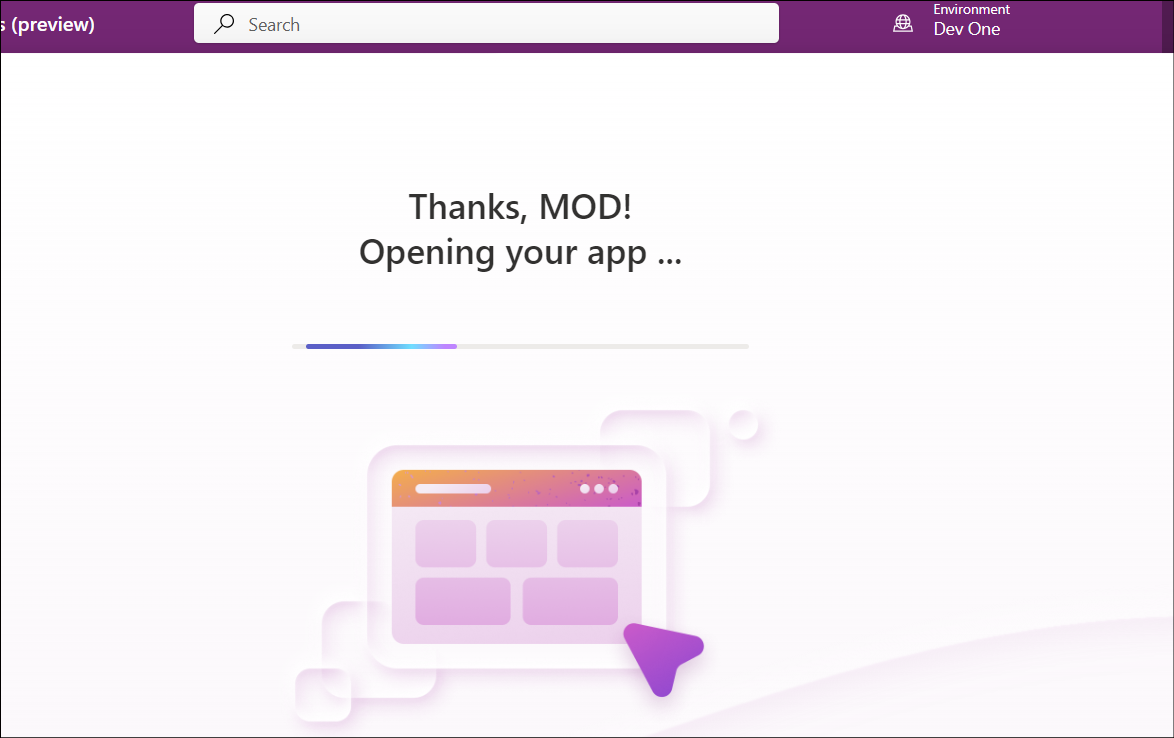 s (preview)
Search
Environment
Dev One
Thanks, MOD!
Opening your app ...